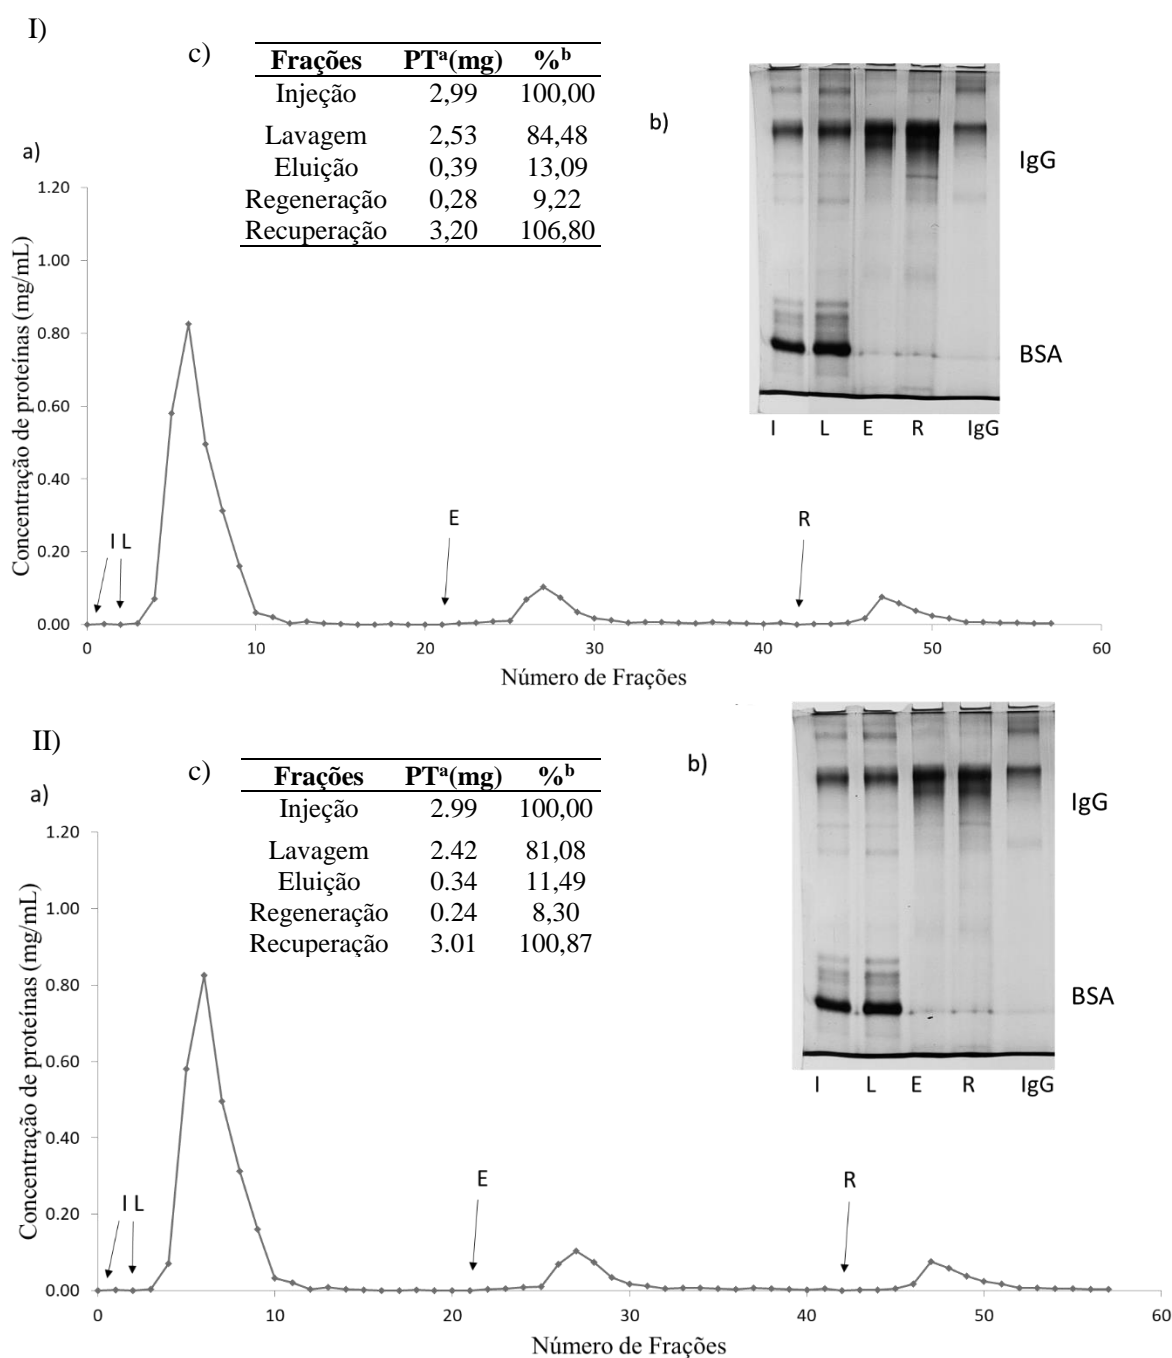 I)
c)
Frações PTᵃ(mg) %ᵇ
Injeção 2,99 100,00
Lavagem 2,53 84,48
Eluição 0,39 13,09
Regeneração 0,28 9,22
Recuperação 3,20 106,80
b)
IgG
BSA
I L E R IgG
a)
Concentração de proteínas (mg/mL)
1.20
1.00
0.80
0.60
0.40
0.20
0.00
I L
E
R
0 10 20 30 40 50 60
Número de Frações
II)
c)
Frações PTᵃ(mg) %ᵇ
Injeção 2.99 100,00
Lavagem 2.42 81,08
Eluição 0.34 11,49
Regeneração 0.24 8,30
Recuperação 3.01 100,87
b)
IgG
BSA
I L E R IgG
a)
Concentração de proteínas (mg/mL)
1.20
1.00
0.80
0.60
0.40
0.20
0.00
I L
E
R
0 10 20 30 40 50 60
Número de Frações